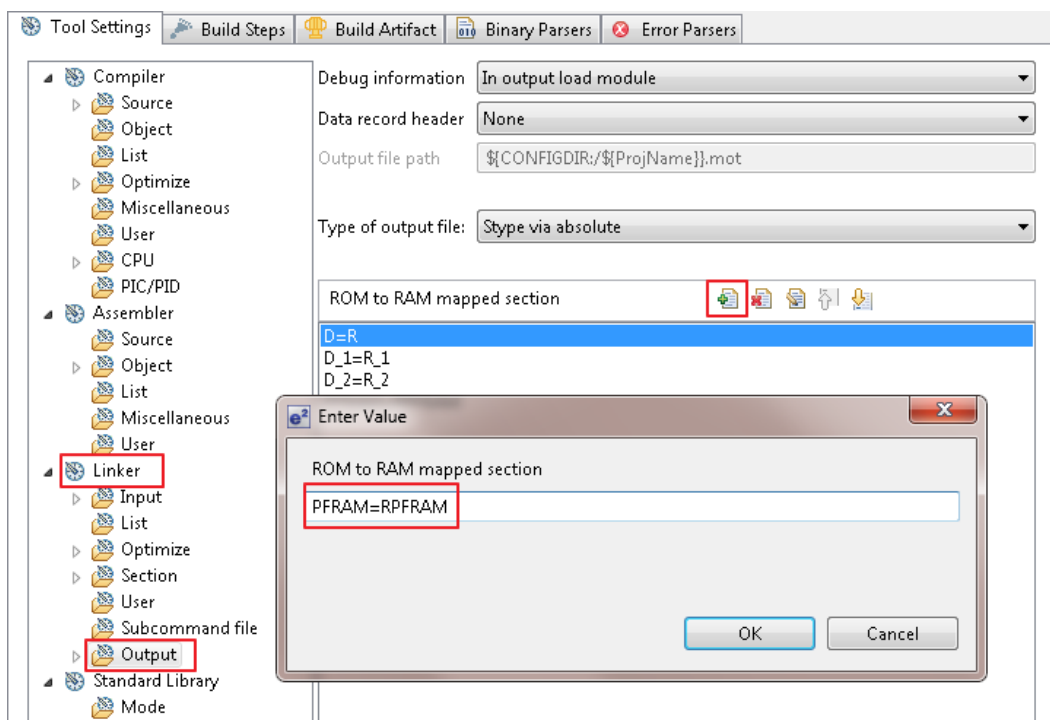 Tool Settings Build Steps Build Artifact Binary Parsers Error Parsers
Compiler
Source
Object
List
Optimize
Miscellaneous
User
CPU
PIC/PID
Assembler
Source
Object
List
Miscellaneous
User
Linker
Input
List
Optimize
Section
User
Subcommand file
Output
Standard Library
Mode
Debug information In output load module
Data record header None
Output file path ${CONFIGDIR:/${ProjName}}.mot
Type of output file: Stype via absolute
ROM to RAM mapped section
D=R
D_1=R_1
D_2=R_2
e² Enter Value
ROM to RAM mapped section
PFRAM=RPFRAM
OK Cancel